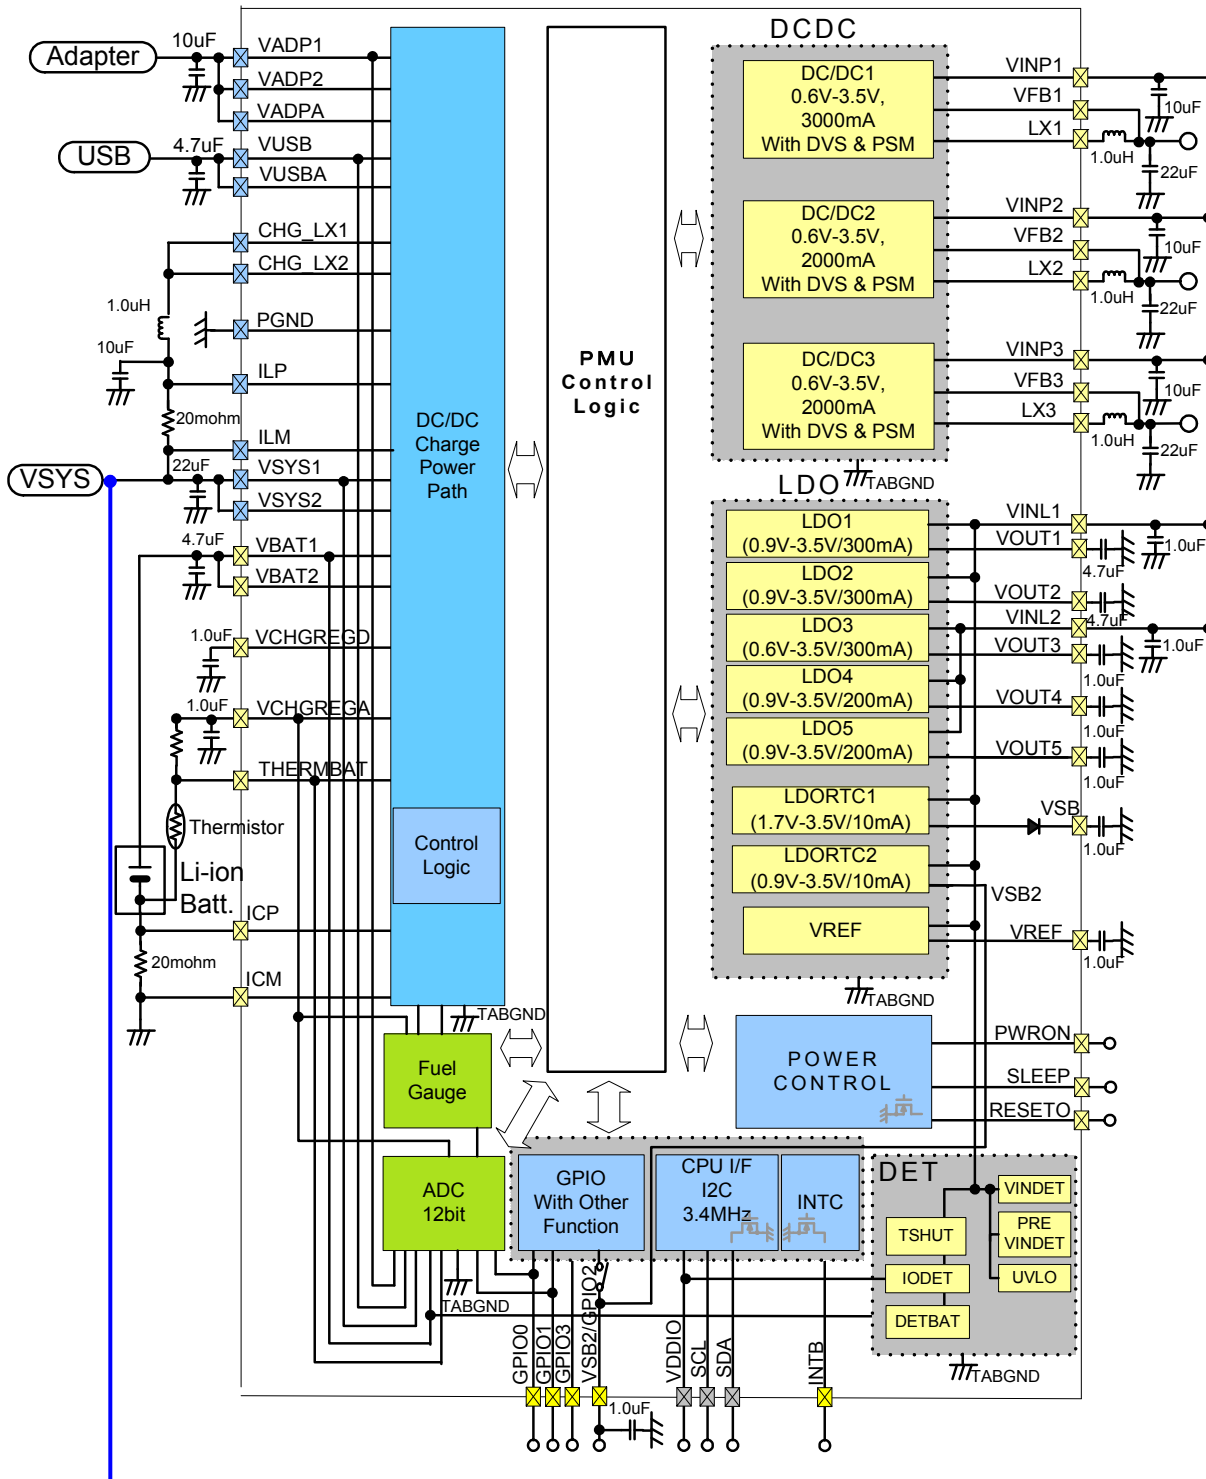 Adapter
10uF
VADP1
VADP2
VADPA
USB
4.7uF
VUSB
VUSBA
CHG_LX1
CHG_LX2
1.0uH
PGND
10uF
ILP
20mohm
ILM
VSYS
22uF
VSYS1
VSYS2
4.7uF
VBAT1
VBAT2
1.0uF
VCHGREGD
1.0uF
VCHGREGA
THERMBAT
Thermistor
Li-ion
Batt.
ICP
20mohm
ICM
DC/DC
Charge
Power
Path
Control
Logic
TABGND
Fuel
Gauge
ADC
12bit
TABGND
PMU
Control
Logic
DCDC
DC/DC1
0.6V-3.5V,
3000mA
With DVS & PSM
VINP1
VFB1
LX1
10uF
1.0uH
22uF
DC/DC2
0.6V-3.5V,
2000mA
With DVS & PSM
VINP2
VFB2
LX2
10uF
1.0uH
22uF
DC/DC3
0.6V-3.5V,
2000mA
With DVS & PSM
VINP3
VFB3
LX3
10uF
1.0uH
22uF
TABGND
LDO
LDO1
(0.9V-3.5V/300mA)
VINL1
VOUT1
1.0uF
4.7uF
LDO2
(0.9V-3.5V/300mA)
VOUT2
4.7uF
LDO3
(0.6V-3.5V/300mA)
VINL2
VOUT3
1.0uF
1.0uF
LDO4
(0.9V-3.5V/200mA)
VOUT4
1.0uF
LDO5
(0.9V-3.5V/200mA)
VOUT5
1.0uF
LDORTC1
(1.7V-3.5V/10mA)
VSB
1.0uF
LDORTC2
(0.9V-3.5V/10mA)
VSB2
VREF
VREF
1.0uF
TABGND
POWER
CONTROL
PWRON
SLEEP
RESETO
GPIO
With Other
Function
CPU I/F
I2C
3.4MHz
INTC
DET
VINDET
TSHUT
PRE
VINDET
IODET
UVLO
DETBAT
TABGND
GPIO0
GPIO1
GPIO3
VSB2/GPIO2
VDDIO
SCL
SDA
INTB
1.0uF